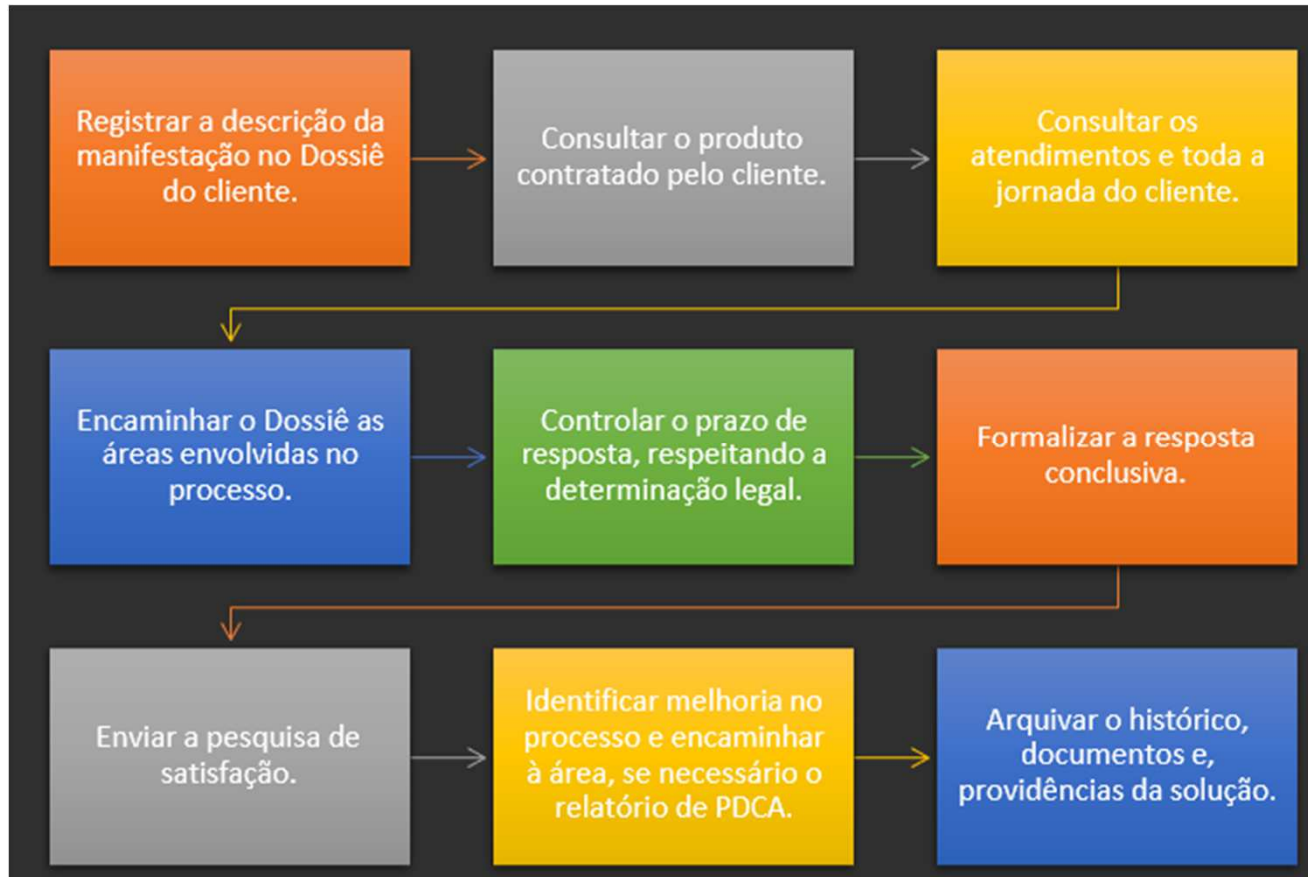 Registrar a descrição da
manifestação no Dossiê
do cliente.
Consultar o produto
contratado pelo cliente.
Consultar os
atendimentos e toda a
jornada do cliente.
Encaminhar o Dossiê as
áreas envolvidas no
processo.
Controlar o prazo de
resposta, respeitando a
determinação legal.
Formalizar a resposta
conclusiva.
Enviar a pesquisa de
satisfação.
Identificar melhoria no
processo e encaminhar
à área, se necessário o
relatório de PDCA.
Arquivar o histórico,
documentos e,
providências da solução.